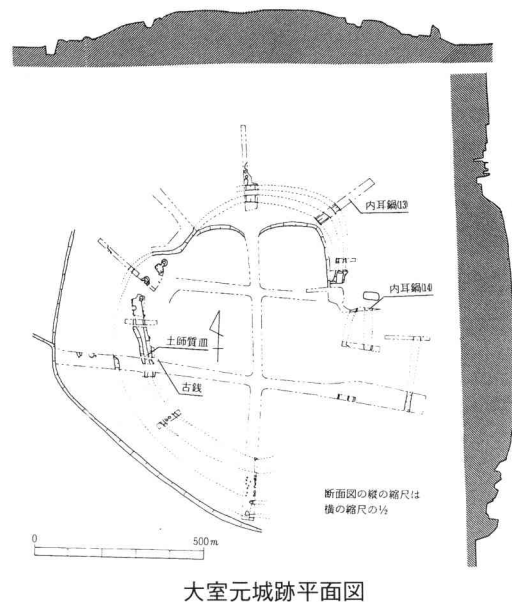 内耳鍋(13)
内耳鍋(14)
土師質皿
古銭
断面図の縦の縮尺は
横の縮尺の½
0 500m
大室元城跡平面図